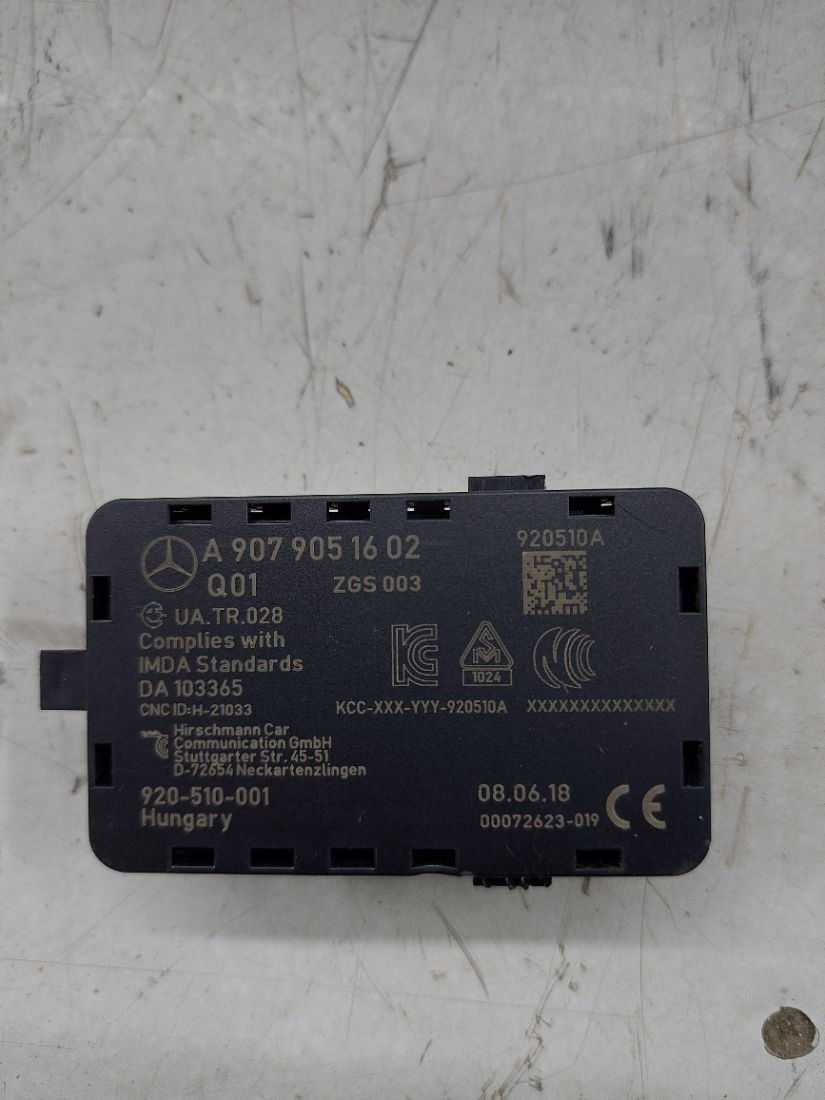 A 907 905 16 02
920510A
Q01
ZGS 003
UA.TR.028
Complies with
IMDA Standards
DA 103365
1024
CNC ID:H-21033
KCC-XXX-YYY-920510A
XXXXXXXXXXXXXX
Hirschmann Car
Communication GmbH
Stuttgarter Str. 45-51
D-72654 Neckartenzlingen
920-510-001
Hungary
08.06.18
00072623-019
CE